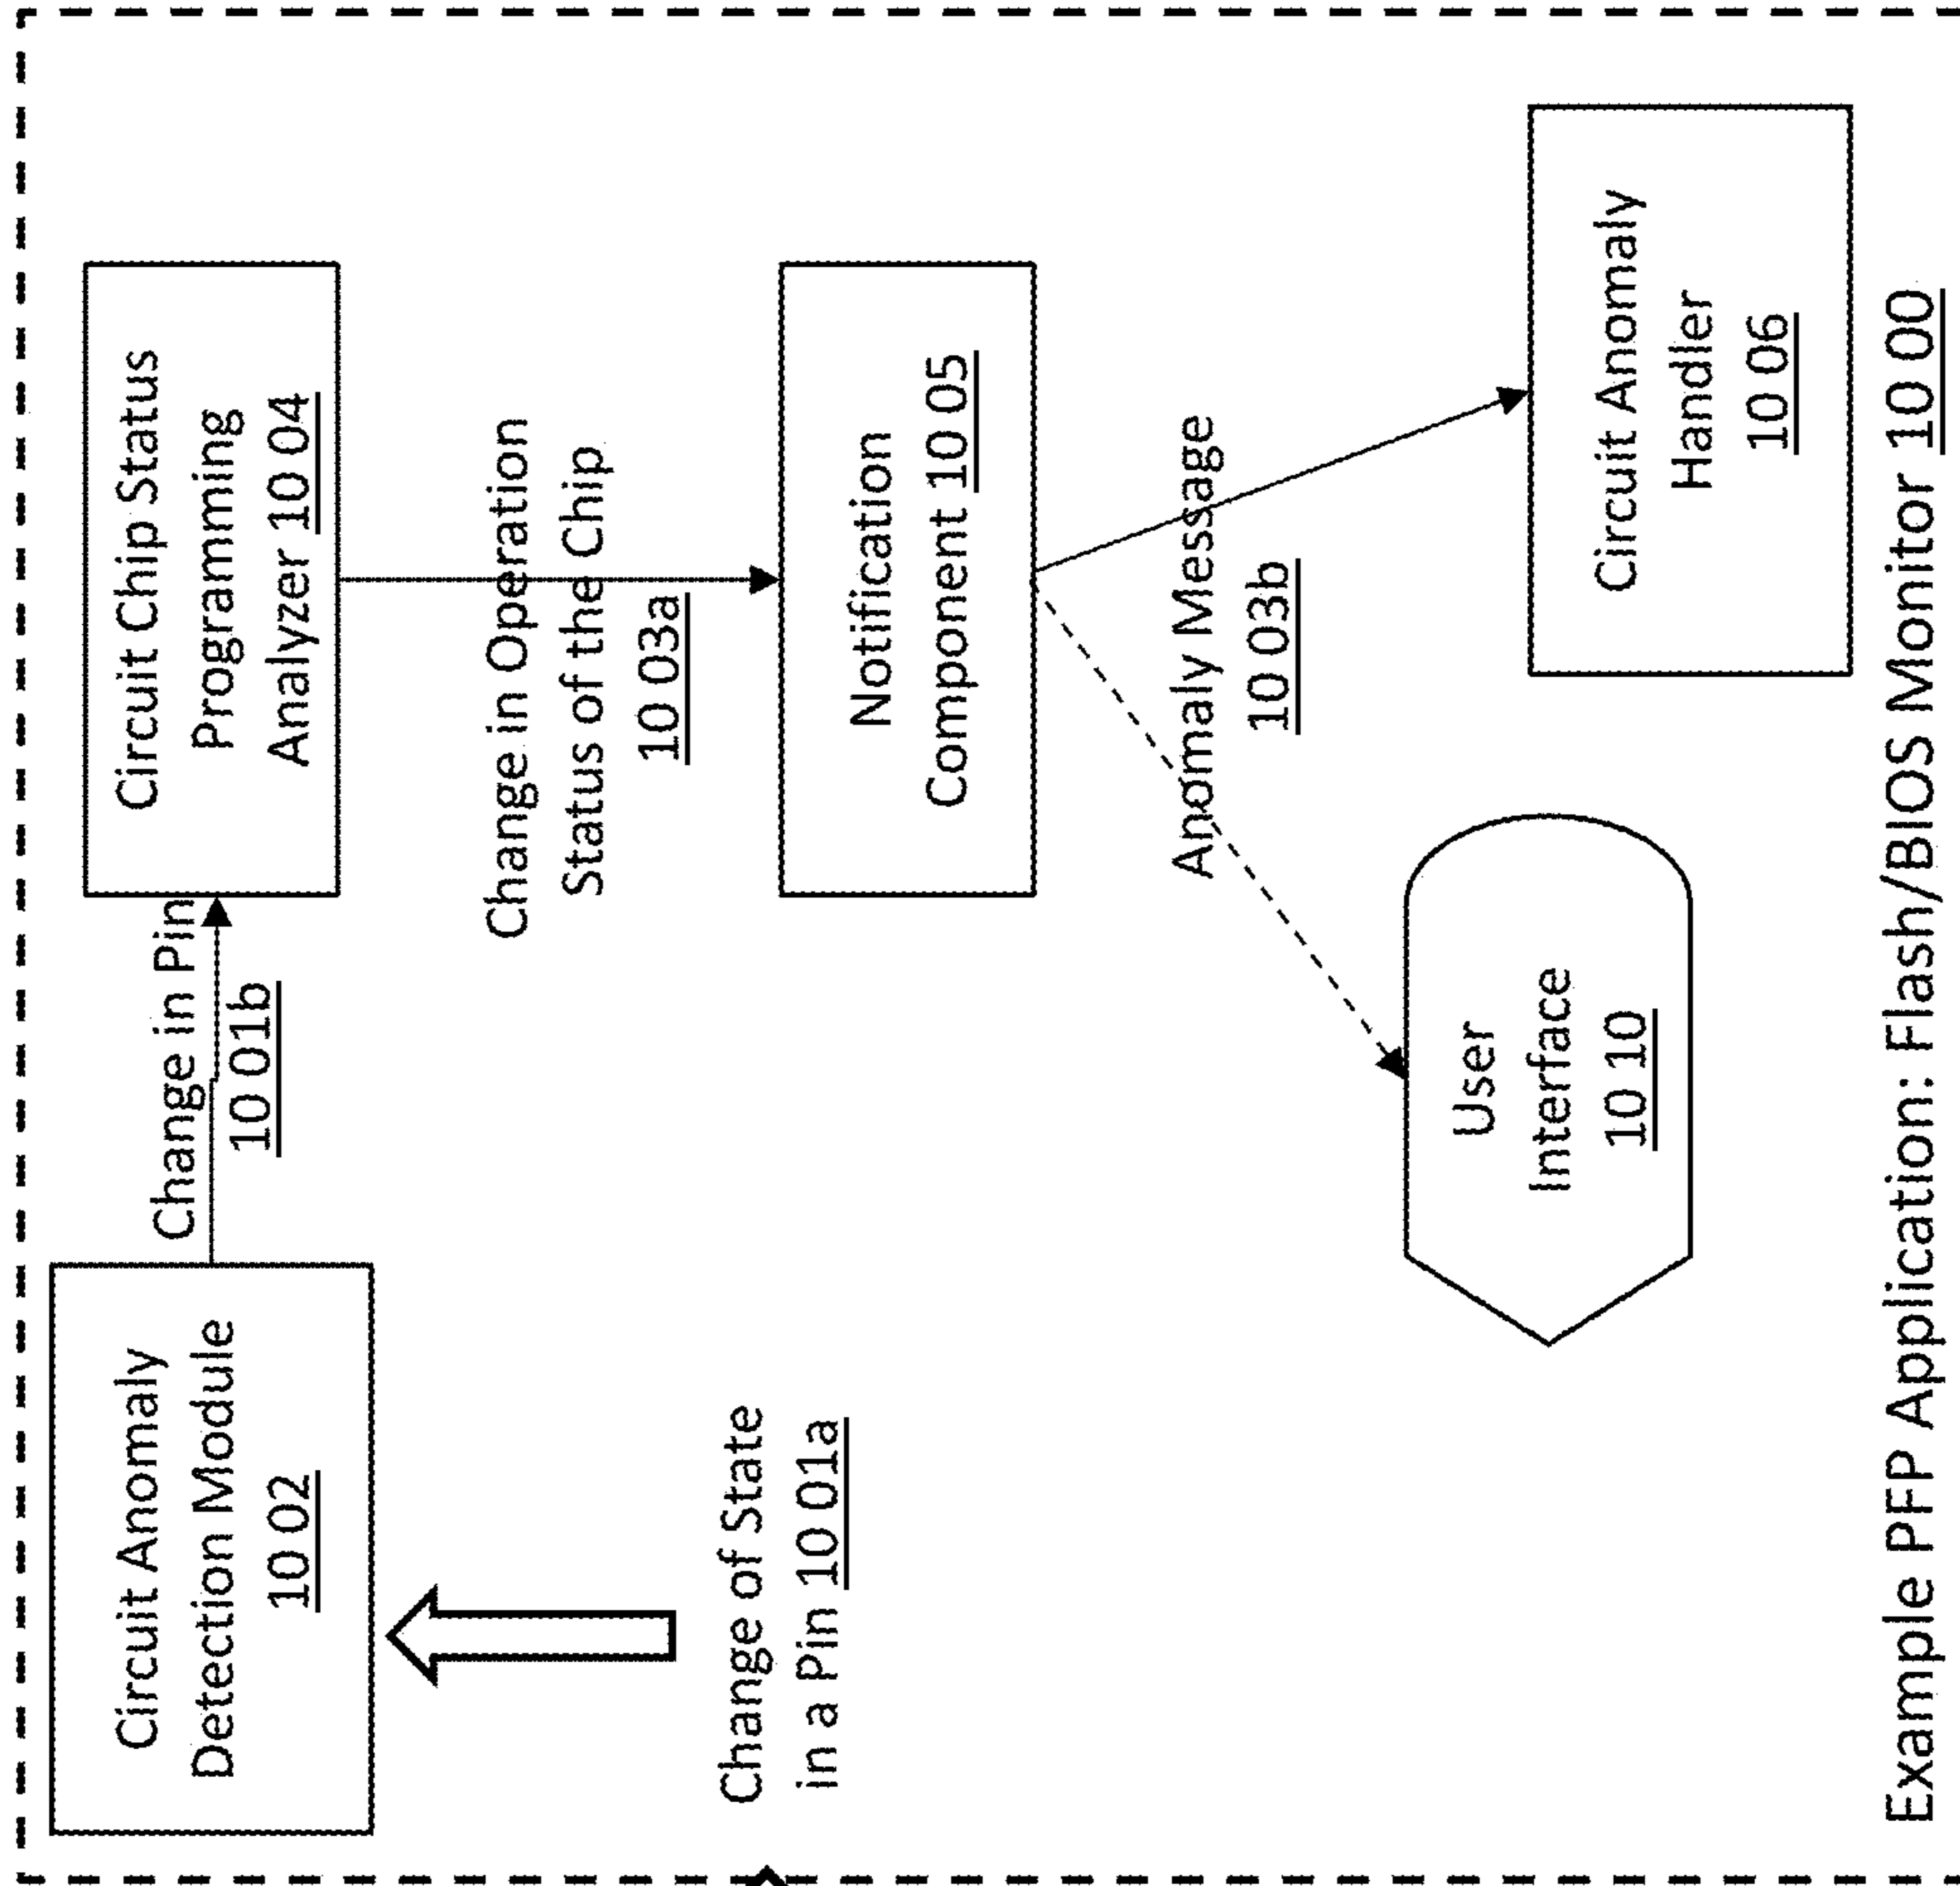 Circuit Anomaly
Detection Module
10 02
Change in Pin
10 01b
Circuit Chip Status
Programming
Analyzer 10 04
Change of State
in a Pin 10 01a
Change in Operation
Status of the Chip
10 03a
Notification
Component 10 05
Anomaly Message
10 03b
User
Interface
10 10
Circuit Anomaly
Handler
10 06
Example PFP Application: Flash/BIOS Monitor 10 00